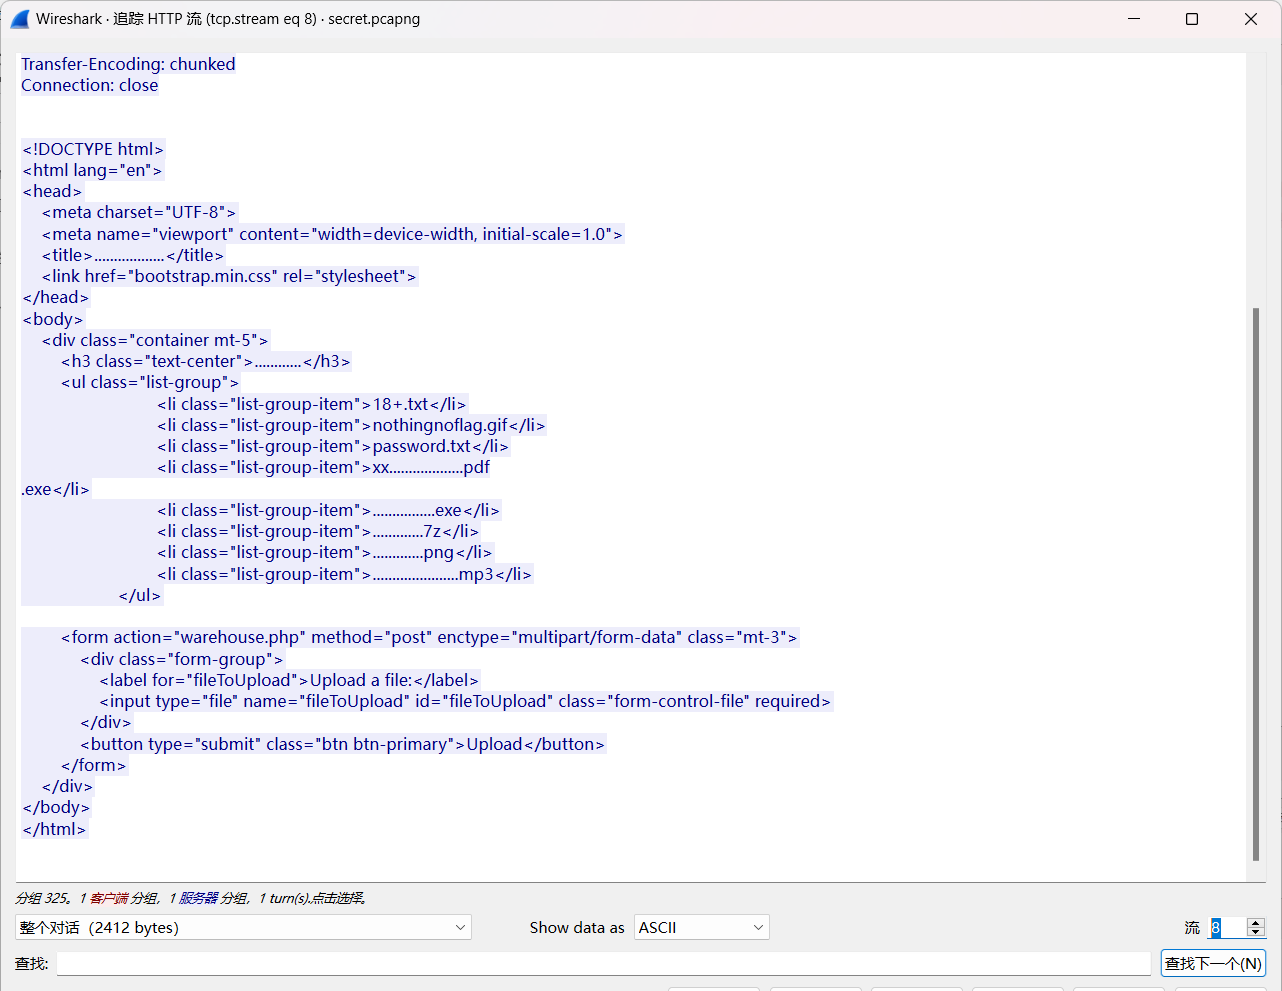 Wireshark · 追踪 HTTP 流 (tcp.stream eq 8) · secret.pcapng
Transfer-Encoding: chunked
Connection: close
<!DOCTYPE html>
<html lang="en">
<head>
<meta charset="UTF-8">
<meta name="viewport" content="width=device-width, initial-scale=1.0">
<title>..................</title>
<link href="bootstrap.min.css" rel="stylesheet">
</head>
<body>
<div class="container mt-5">
<h3 class="text-center">............</h3>
<ul class="list-group">
<li class="list-group-item">18+.txt</li>
<li class="list-group-item">nothingnoflag.gif</li>
<li class="list-group-item">password.txt</li>
<li class="list-group-item">xx...................pdf
.exe</li>
<li class="list-group-item">................exe</li>
<li class="list-group-item">.............7z</li>
<li class="list-group-item">.............png</li>
<li class="list-group-item">......................mp3</li>
</ul>
<form action="warehouse.php" method="post" enctype="multipart/form-data" class="mt-3">
<div class="form-group">
<label for="fileToUpload">Upload a file:</label>
<input type="file" name="fileToUpload" id="fileToUpload" class="form-control-file" required>
</div>
<button type="submit" class="btn btn-primary">Upload</button>
</form>
</div>
</body>
</html>
分组 325。1 客户端 分组，1 服务器 分组，1 turn(s).点击选择。
整个对话（2412 bytes） Show data as ASCII 流 8
查找: 查找下一个(N)